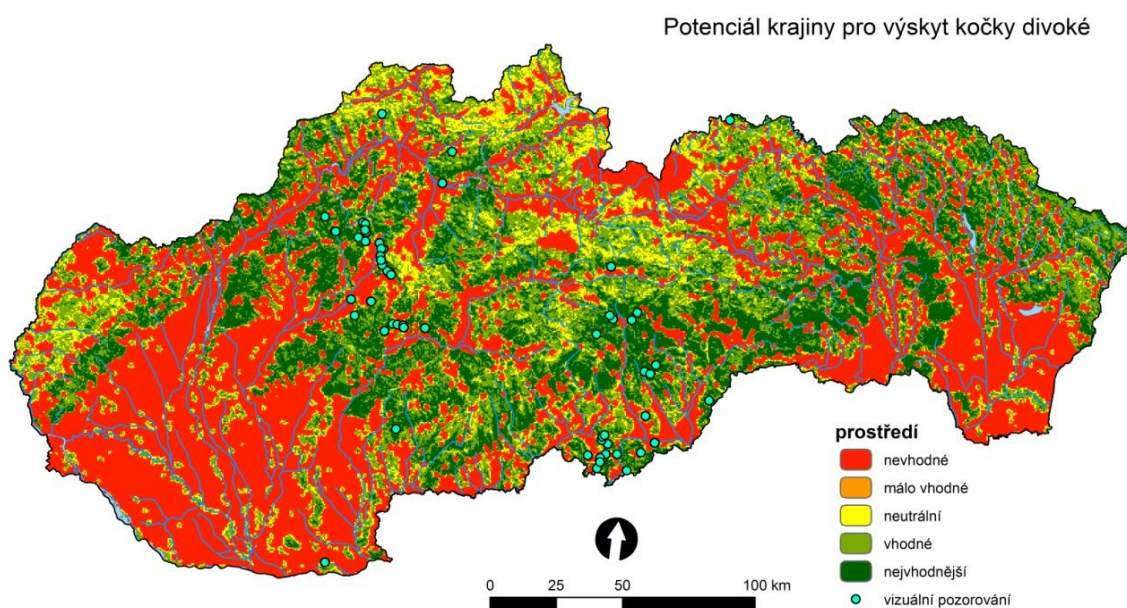 Potenciál krajiny pro výskyt kočky divoké
prostředí
nevhodné
málo vhodné
neutrální
vhodné
nejvhodnější
vizuální pozorování
0 25 50 100 km